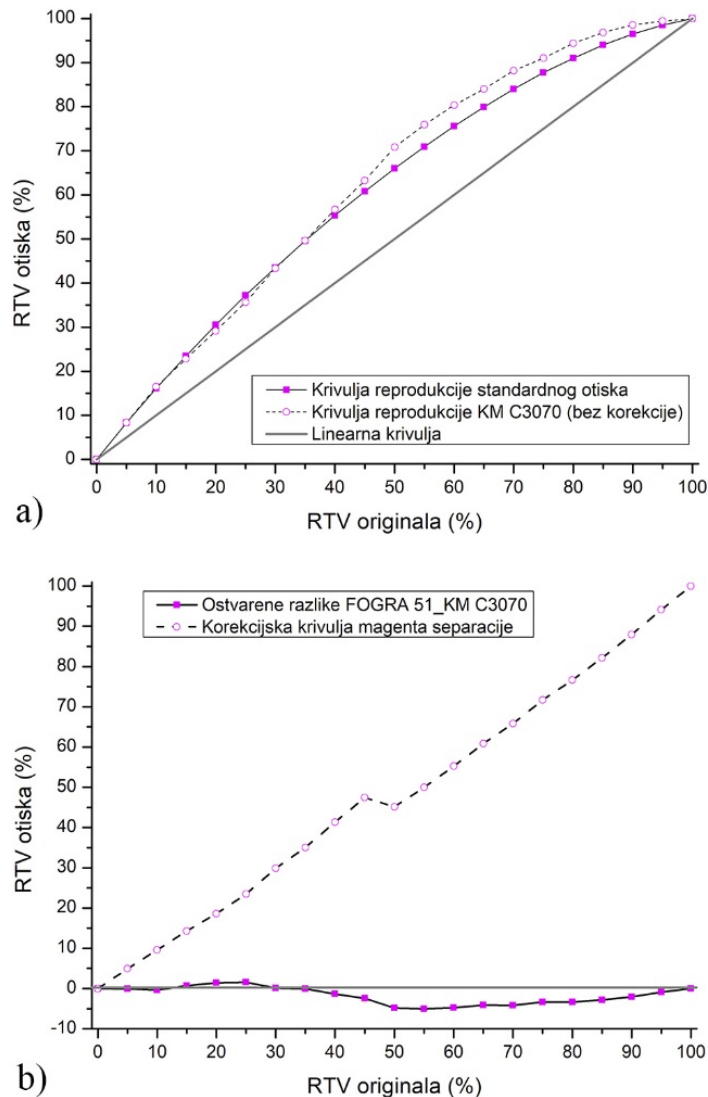 100
90
80
70
60
50
40
30
20
10
0
RTV otiska (%)
Krivulja reprodukcije standardnog otiska
Krivulja reprodukcije KM C3070 (bez korekcije)
Linearna krivulja
0 10 20 30 40 50 60 70 80 90 100
a)
RTV originala (%)
100
90
80
70
60
50
40
30
20
10
0
-10
RTV otiska (%)
Ostvarene razlike FOGRA 51_KM C3070
Korekcijska krivulja magenta separacije
0 10 20 30 40 50 60 70 80 90 100
b)
RTV originala (%)